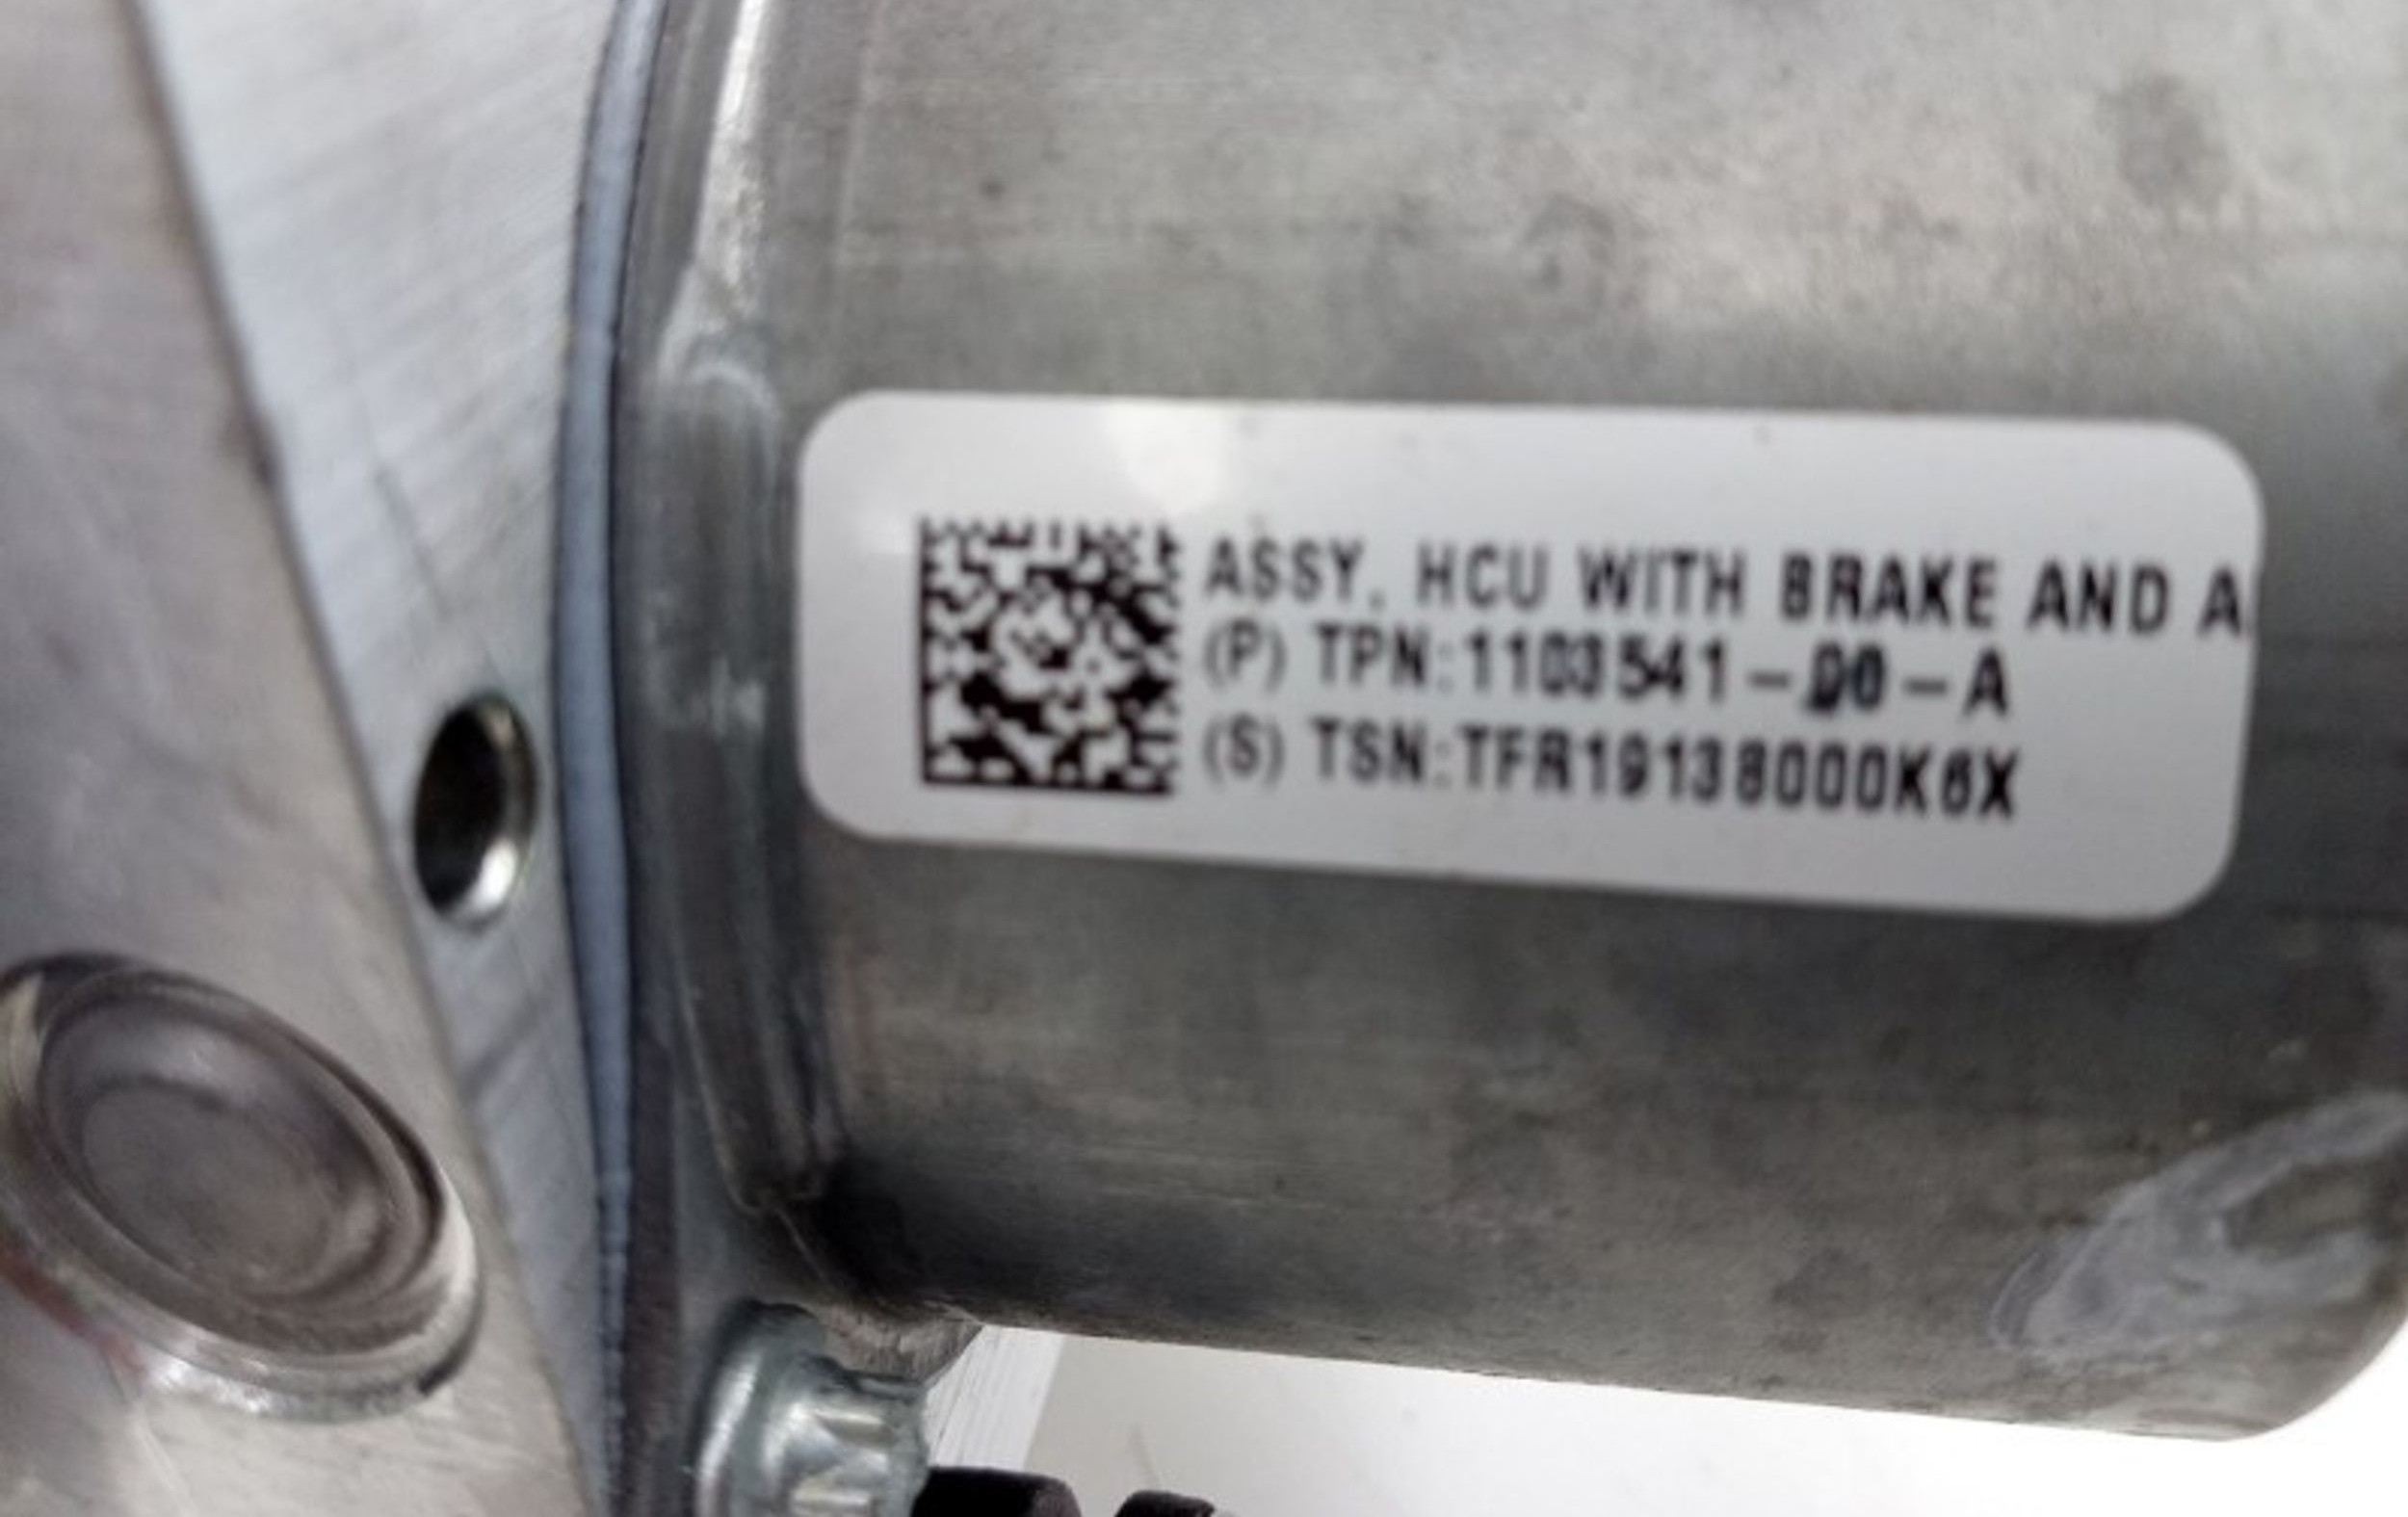 ASSY, HCU WITH BRAKE AND A
(P) TPN:1103541-00-A
(S) TSN:TFR19138000K6X